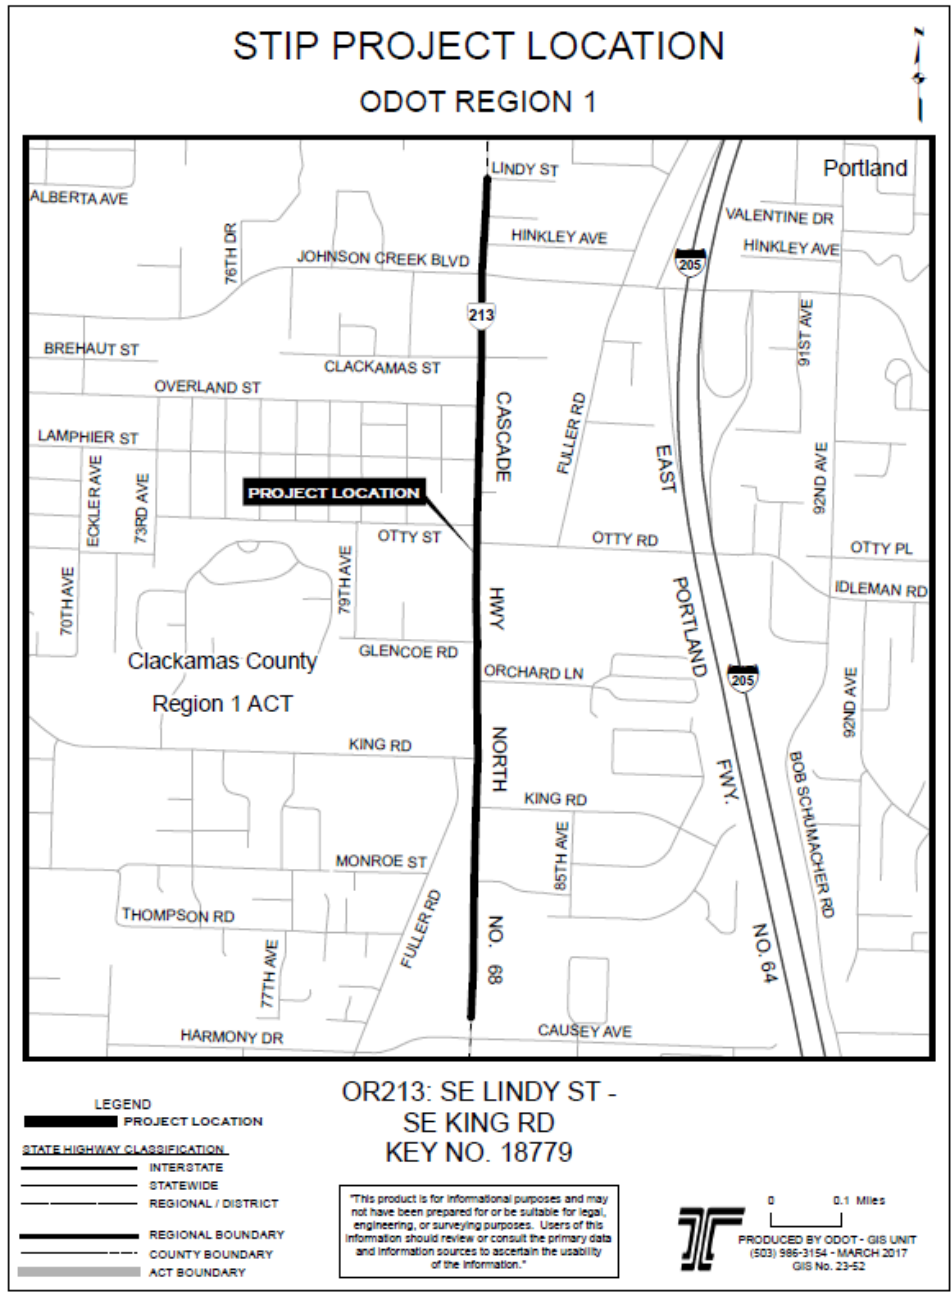 STIP PROJECT LOCATION
ODOT REGION 1
N
Portland
LINDY ST
ALBERTA AVE
VALENTINE DR
76TH DR
HINKLEY AVE
HINKLEY AVE
JOHNSON CREEK BLVD
205
213
91ST AVE
BREHAUT ST
CLACKAMAS ST
OVERLAND ST
CASCADE
FULLER RD
LAMPHIER ST
EAST
ECKLER AVE
73RD AVE
92ND AVE
PROJECT LOCATION
OTTY ST
OTTY RD
OTTY PL
70TH AVE
79TH AVE
HWY
PORTLAND
IDLEMAN RD
GLENCOE RD
Clackamas County
ORCHARD LN
205
Region 1 ACT
92ND AVE
KING RD
NORTH
FWY.
BOB SCHUMACHER RD
KING RD
85TH AVE
MONROE ST
THOMPSON RD
FULLER RD
NO. 68
NO. 64
77TH AVE
HARMONY DR
CAUSEY AVE
OR213: SE LINDY ST -
SE KING RD
KEY NO. 18779
LEGEND
PROJECT LOCATION
STATE HIGHWAY CLASSIFICATION
INTERSTATE
STATEWIDE
REGIONAL / DISTRICT
REGIONAL BOUNDARY
COUNTY BOUNDARY
ACT BOUNDARY
"This product is for informational purposes and may
not have been prepared for or be suitable for legal,
engineering, or surveying purposes. Users of this
information should review or consult the primary data
and information sources to ascertain the usability
of the information."
0 0.1 Miles
PRODUCED BY ODOT - GIS UNIT
(503) 986-3154 - MARCH 2017
GIS No. 23-52